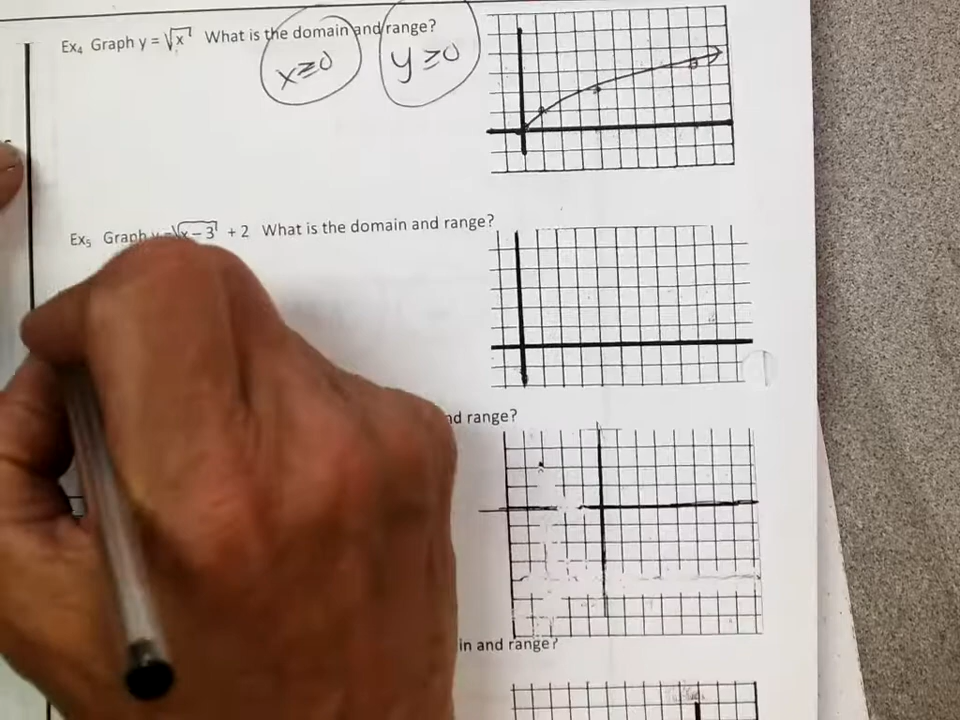 Ex₄ Graph y = √x What is the domain and range?
x≥0 y≥0
Ex₅ Graph y = √x − 3 + 2 What is the domain and range?
nd range?
in and range?